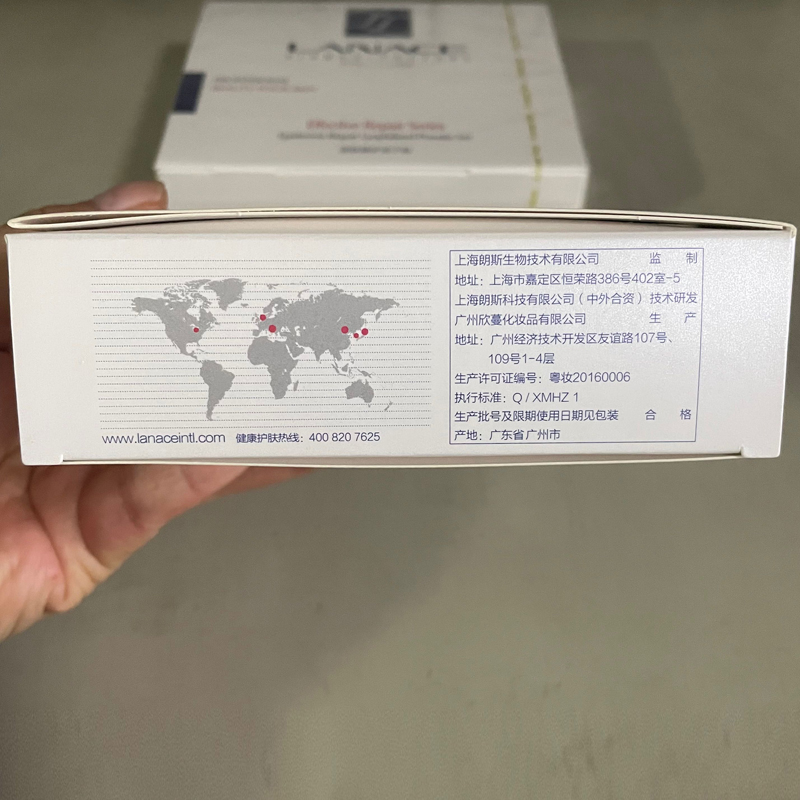 LANACE
Effective Repair Series
上海朗斯生物技术有限公司 监 制
地址：上海市嘉定区恒荣路386号402室-5
上海朗斯科技有限公司（中外合资）技术研发
广州欣蔓化妆品有限公司 生 产
地址：广州经济技术开发区友谊路107号、
109号1-4层
生产许可证编号：粤妆20160006
执行标准：Q / XMHZ 1
生产批号及限期使用日期见包装 合 格
产地：广东省广州市
www.lanaceintl.com 健康护肤热线：400 820 7625